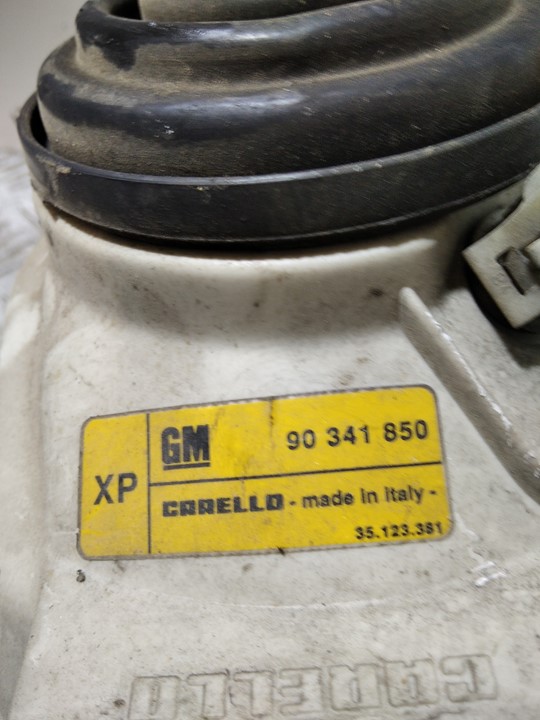 XP
GM 90 341 850
CARELLO - made in Italy -
35.123.381
CARELLO